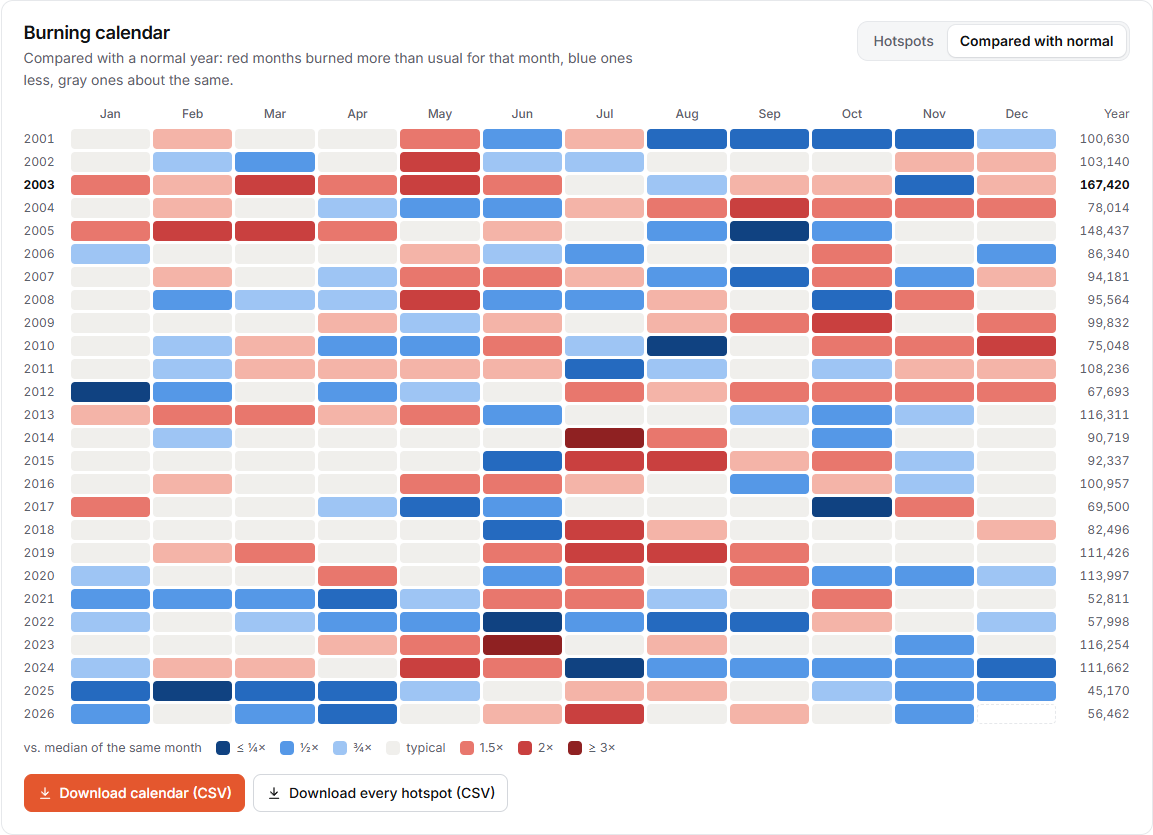 Burning calendar
Hotspots
Compared with normal
Compared with a normal year: red months burned more than usual for that month, blue ones
less, gray ones about the same.
Jan Feb Mar Apr May Jun Jul Aug Sep Oct Nov Dec Year
2001 100,630
2002 103,140
2003 167,420
2004 78,014
2005 148,437
2006 86,340
2007 94,181
2008 95,564
2009 99,832
2010 75,048
2011 108,236
2012 67,693
2013 116,311
2014 90,719
2015 92,337
2016 100,957
2017 69,500
2018 82,496
2019 111,426
2020 113,997
2021 52,811
2022 57,998
2023 116,254
2024 111,662
2025 45,170
2026 56,462
vs. median of the same month ≤ ¼× ½× ¾× typical 1.5× 2× ≥ 3×
Download calendar (CSV)
Download every hotspot (CSV)